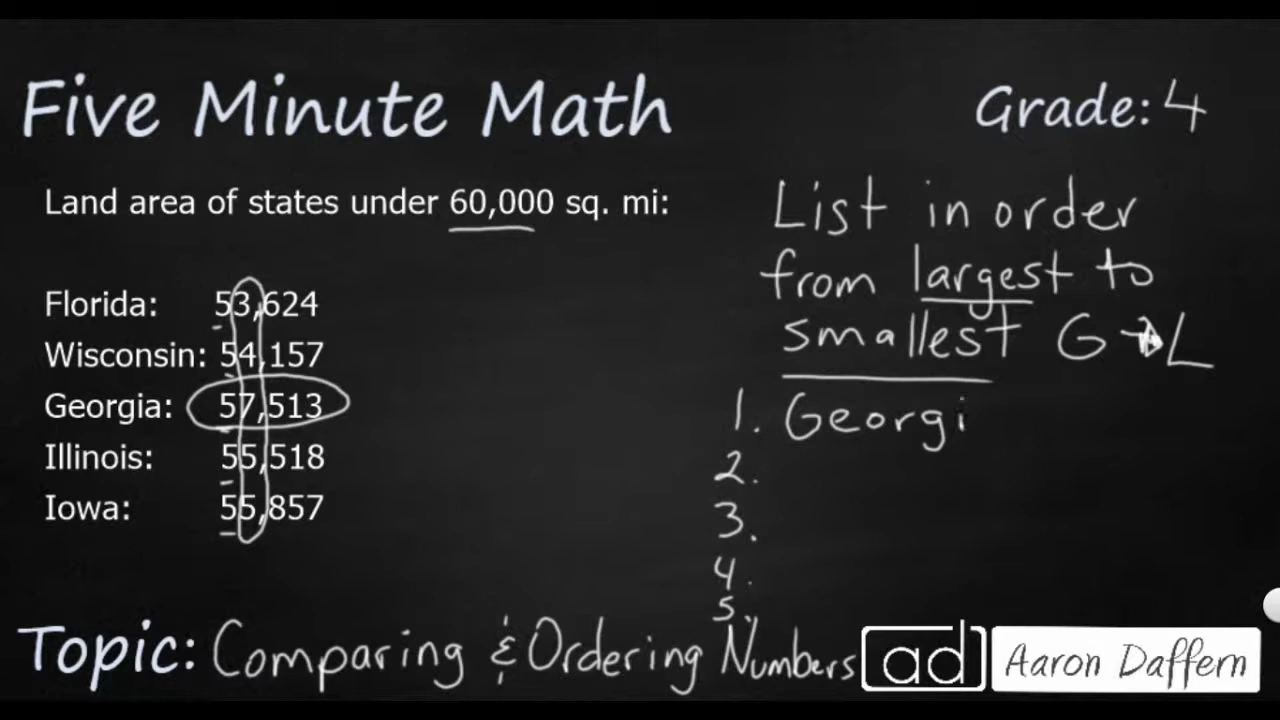 Five Minute Math
Grade: 4
Land area of states under 60,000 sq. mi:
Florida: 53,624
Wisconsin: 54,157
Georgia: 57,513
Illinois: 55,518
Iowa: 55,857
List in order
from largest to
smallest G→L
1. Georgi
2.
3.
4.
5.
Topic: Comparing & Ordering Numbers
ad Aaron Daffern